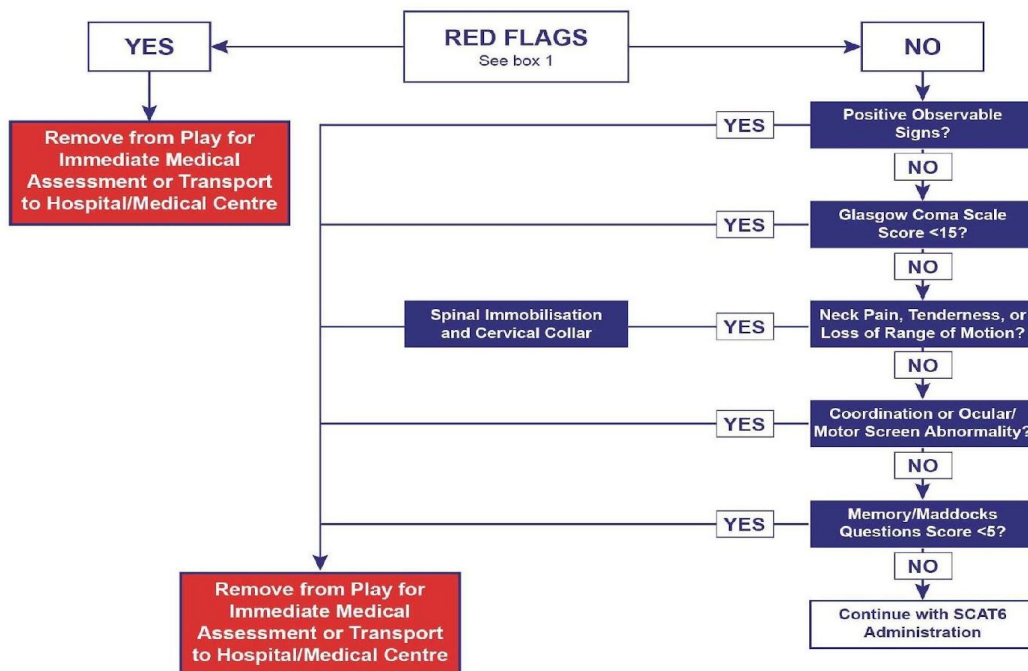 RED FLAGS
See box 1
YES
NO
Remove from Play for
Immediate Medical
Assessment or Transport
to Hospital/Medical Centre
Positive Observable
Signs?
YES
NO
Glasgow Coma Scale
Score <15?
YES
NO
Neck Pain, Tenderness, or
Loss of Range of Motion?
YES
Spinal Immobilisation
and Cervical Collar
NO
Coordination or Ocular/
Motor Screen Abnormality?
YES
NO
Memory/Maddocks
Questions Score <5?
YES
NO
Remove from Play for
Immediate Medical
Assessment or Transport
to Hospital/Medical Centre
Continue with SCAT6
Administration